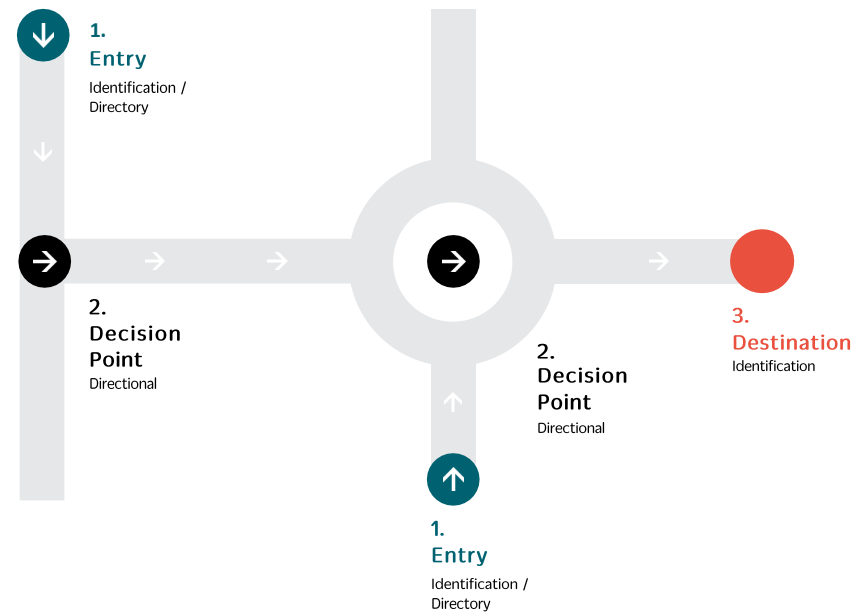 1.
Entry
Identification /
Directory
2.
Decision
Point
Directional
2.
Decision
Point
Directional
3.
Destination
Identification
1.
Entry
Identification /
Directory